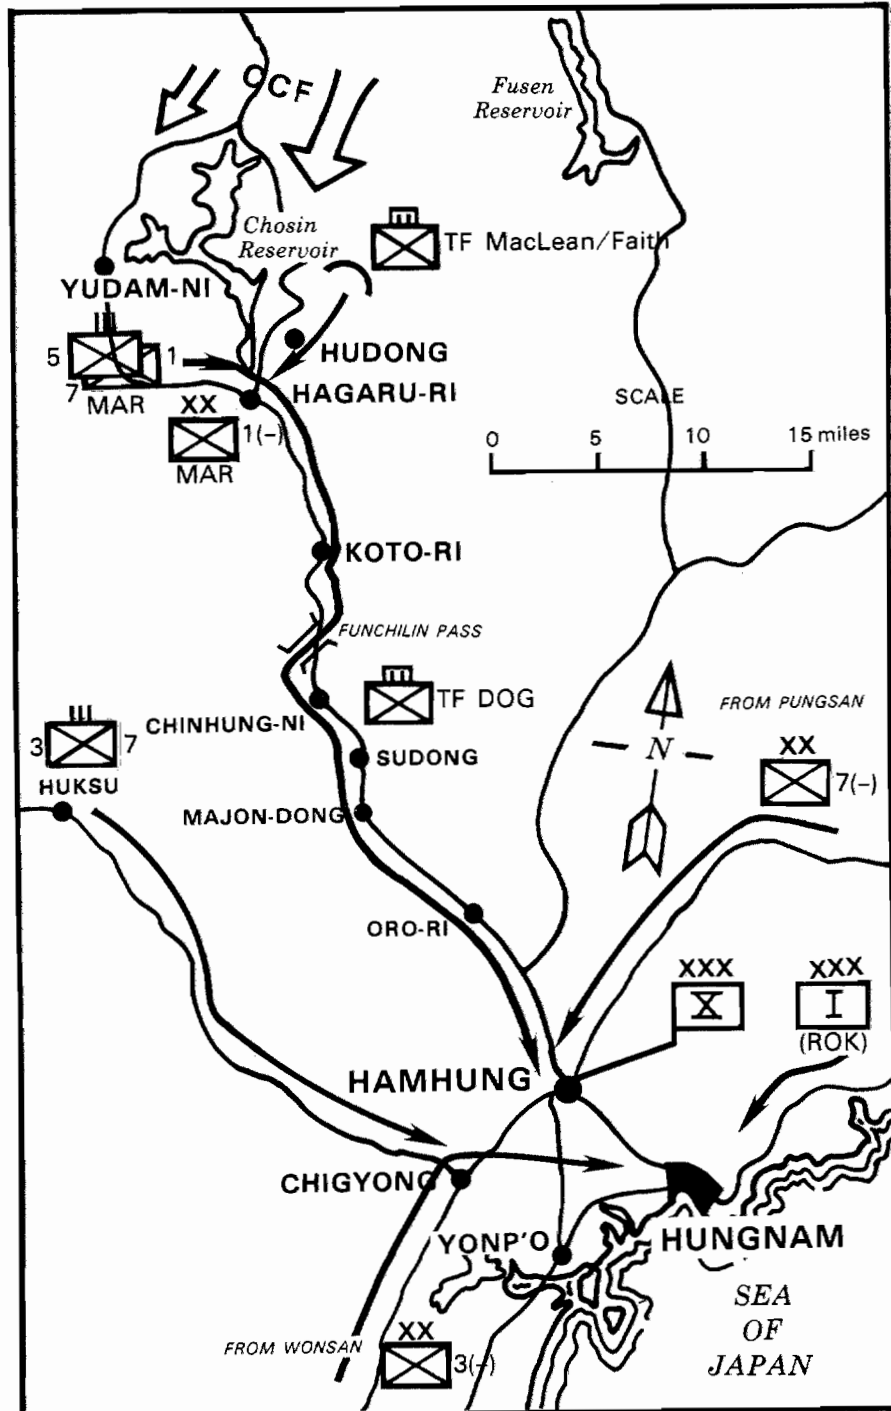 CCF
Fusen
Reservoir
Chosin
Reservoir
TF MacLean/Faith
YUDAM-NI
III
5
1
7
MAR
HUDONG
HAGARU-RI
XX
1(-)
MAR
SCALE
0 5 10 15 miles
KOTO-RI
FUNCHILIN PASS
TF DOG
CHINHUNG-NI
N
FROM PUNGSAN
III
3
7
HUKSU
SUDONG
XX
7(-)
MAJON-DONG
ORO-RI
XXX
X
XXX
I
(ROK)
HAMHUNG
CHIGYONG
YONP'O
HUNGNAM
SEA
OF
JAPAN
FROM WONSAN
XX
3(-)